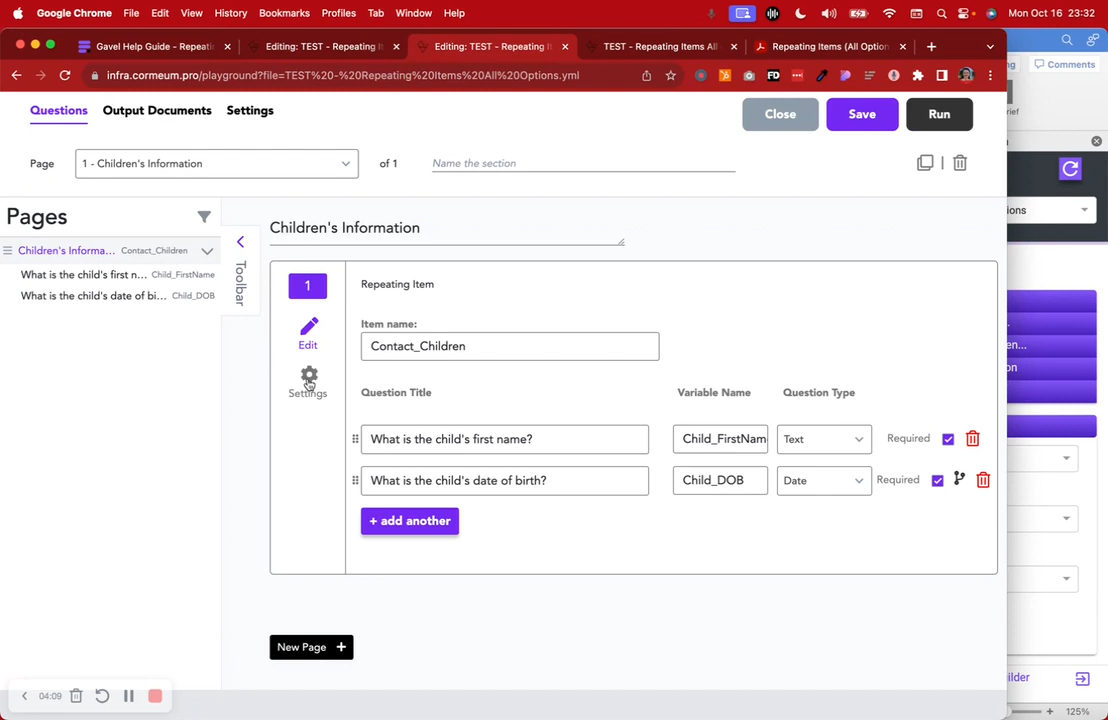 Google Chrome File Edit View History Bookmarks Profiles Tab Window Help Mon Oct 16 23:32
Gavel Help Guide - Repeati
Editing: TEST - Repeating It
Editing: TEST - Repeating It
TEST - Repeating Items All
Repeating Items (All Option
infra.cormeum.pro/playground?file=TEST%20-%20Repeating%20Items%20All%20Options.yml
FD
Comments
Questions Output Documents Settings
Close Save Run
Page 1 - Children's Information of 1 Name the section
ions
Pages
Children's Informa... Contact_Children
What is the child's first n... Child_FirstName
What is the child's date of bi... Child_DOB
Toolbar
Children's Information
1
Edit
Settings
Repeating Item
Item name:
Contact_Children
Question Title Variable Name Question Type
What is the child's first name? Child_FirstNam Text Required
What is the child's date of birth? Child_DOB Date Required
+ add another
New Page +
en...
on
ilder
04:09
125%